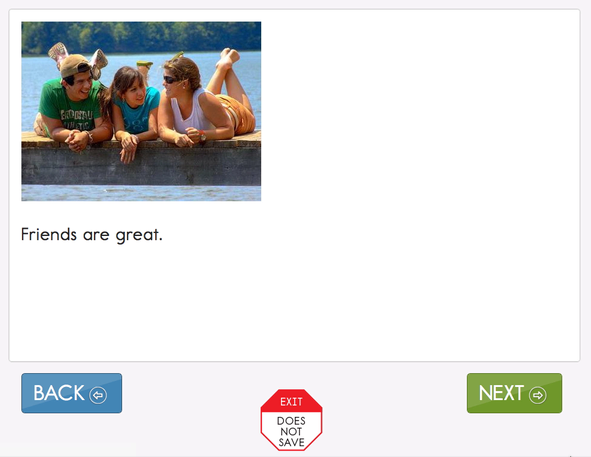 Friends are great.
BACK
NEXT
EXIT
DOES
NOT
SAVE